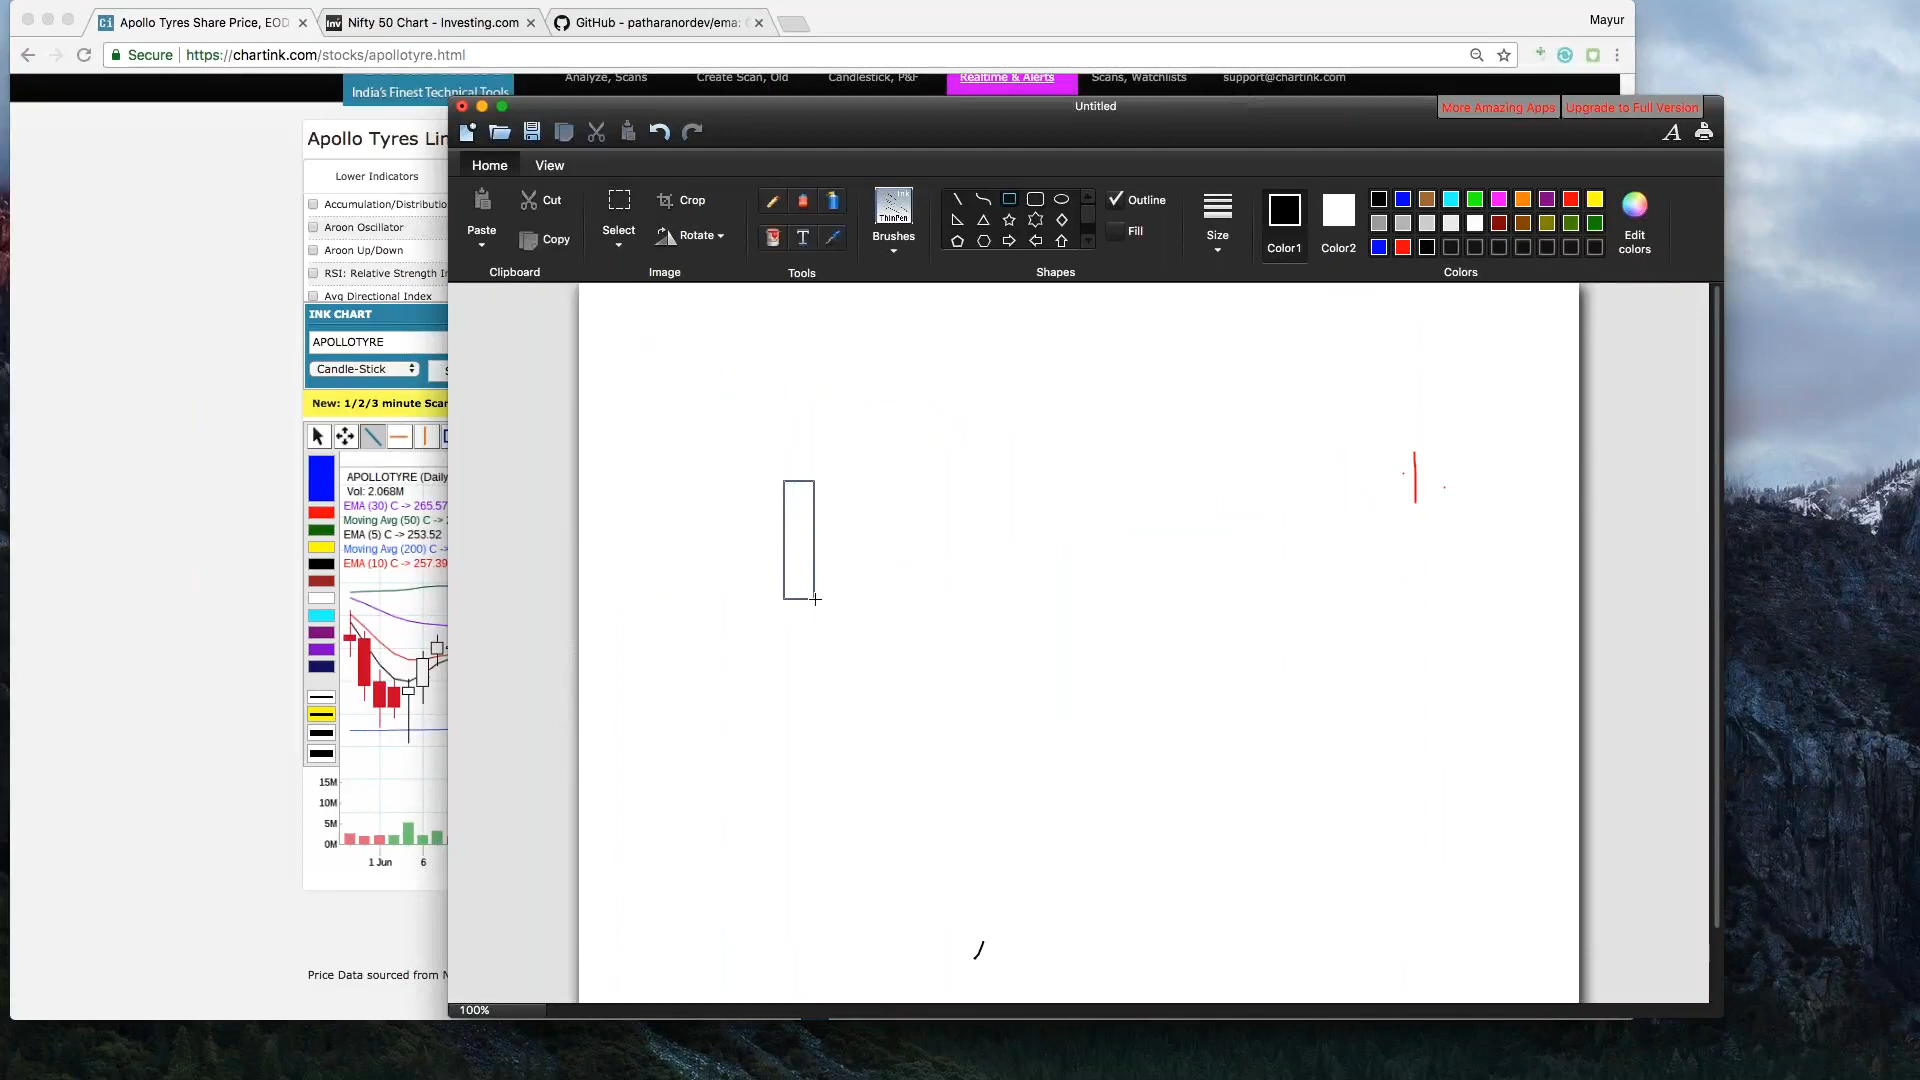 Apollo Tyres Share Price, EOD
Nifty 50 Chart - Investing.com
GitHub - patharanordev/ema:
Mayur
Secure
https://chartink.com/stocks/apollotyre.html
India's Finest Technical Tools
Analyze, Scans
Create Scan, Old
Candlestick, P&F
Realtime & Alerts
Scans, Watchlists
support@chartink.com
Untitled
More Amazing Apps
Upgrade to Full Version
Apollo Tyres Lin
Home
View
Lower Indicators
Accumulation/Distributio
Aroon Oscillator
Aroon Up/Down
RSI: Relative Strength In
Avg Directional Index
Paste
Cut
Copy
Clipboard
Select
Crop
Rotate
Image
Tools
Ink
ThinPen
Brushes
Shapes
Outline
Fill
Size
Color1
Color2
Edit
colors
Colors
INK CHART
APOLLOTYRE
Candle-Stick
New: 1/2/3 minute Scan
APOLLOTYRE (Daily
Vol: 2.068M
EMA (30) C -> 265.57
Moving Avg (50) C ->
EMA (5) C -> 253.52
Moving Avg (200) C ->
EMA (10) C -> 257.39
15M
10M
5M
0M
1 Jun
6
Price Data sourced from N
100%